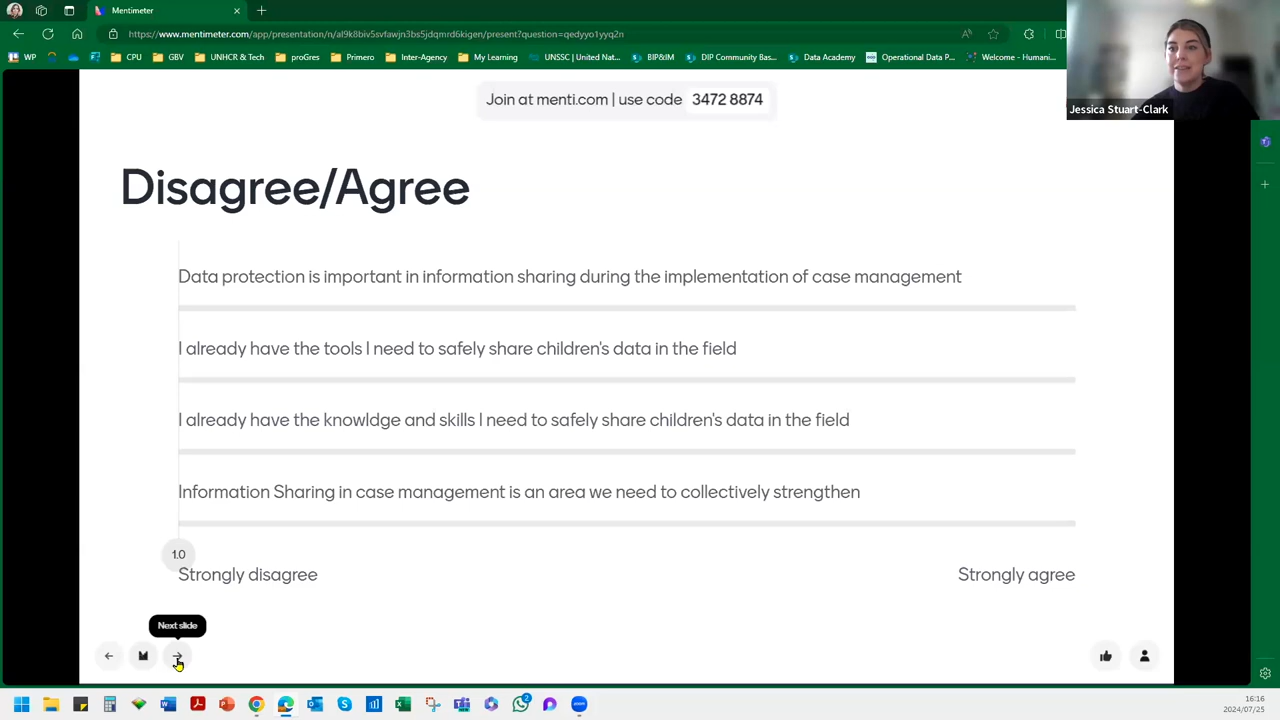 Mentimeter
https://www.mentimeter.com/app/presentation/n/al9k8biv5svfawjn3bs5jdqmrd6kigen/present?question=qedyyo1yyq2n
WP CPU GBV UNHCR & Tech proGres Primero Inter-Agency My Learning UNSSC | United Nat... BIP&IM DIP Community Bas... Data Academy Operational Data P... Welcome - Humani...
Jessica Stuart-Clark
Join at menti.com | use code 3472 8874
Disagree/Agree
Data protection is important in information sharing during the implementation of case management
I already have the tools I need to safely share children's data in the field
I already have the knowldge and skills I need to safely share children's data in the field
Information Sharing in case management is an area we need to collectively strengthen
1.0
Strongly disagree Strongly agree
Next slide
2
16:16
2024/07/25